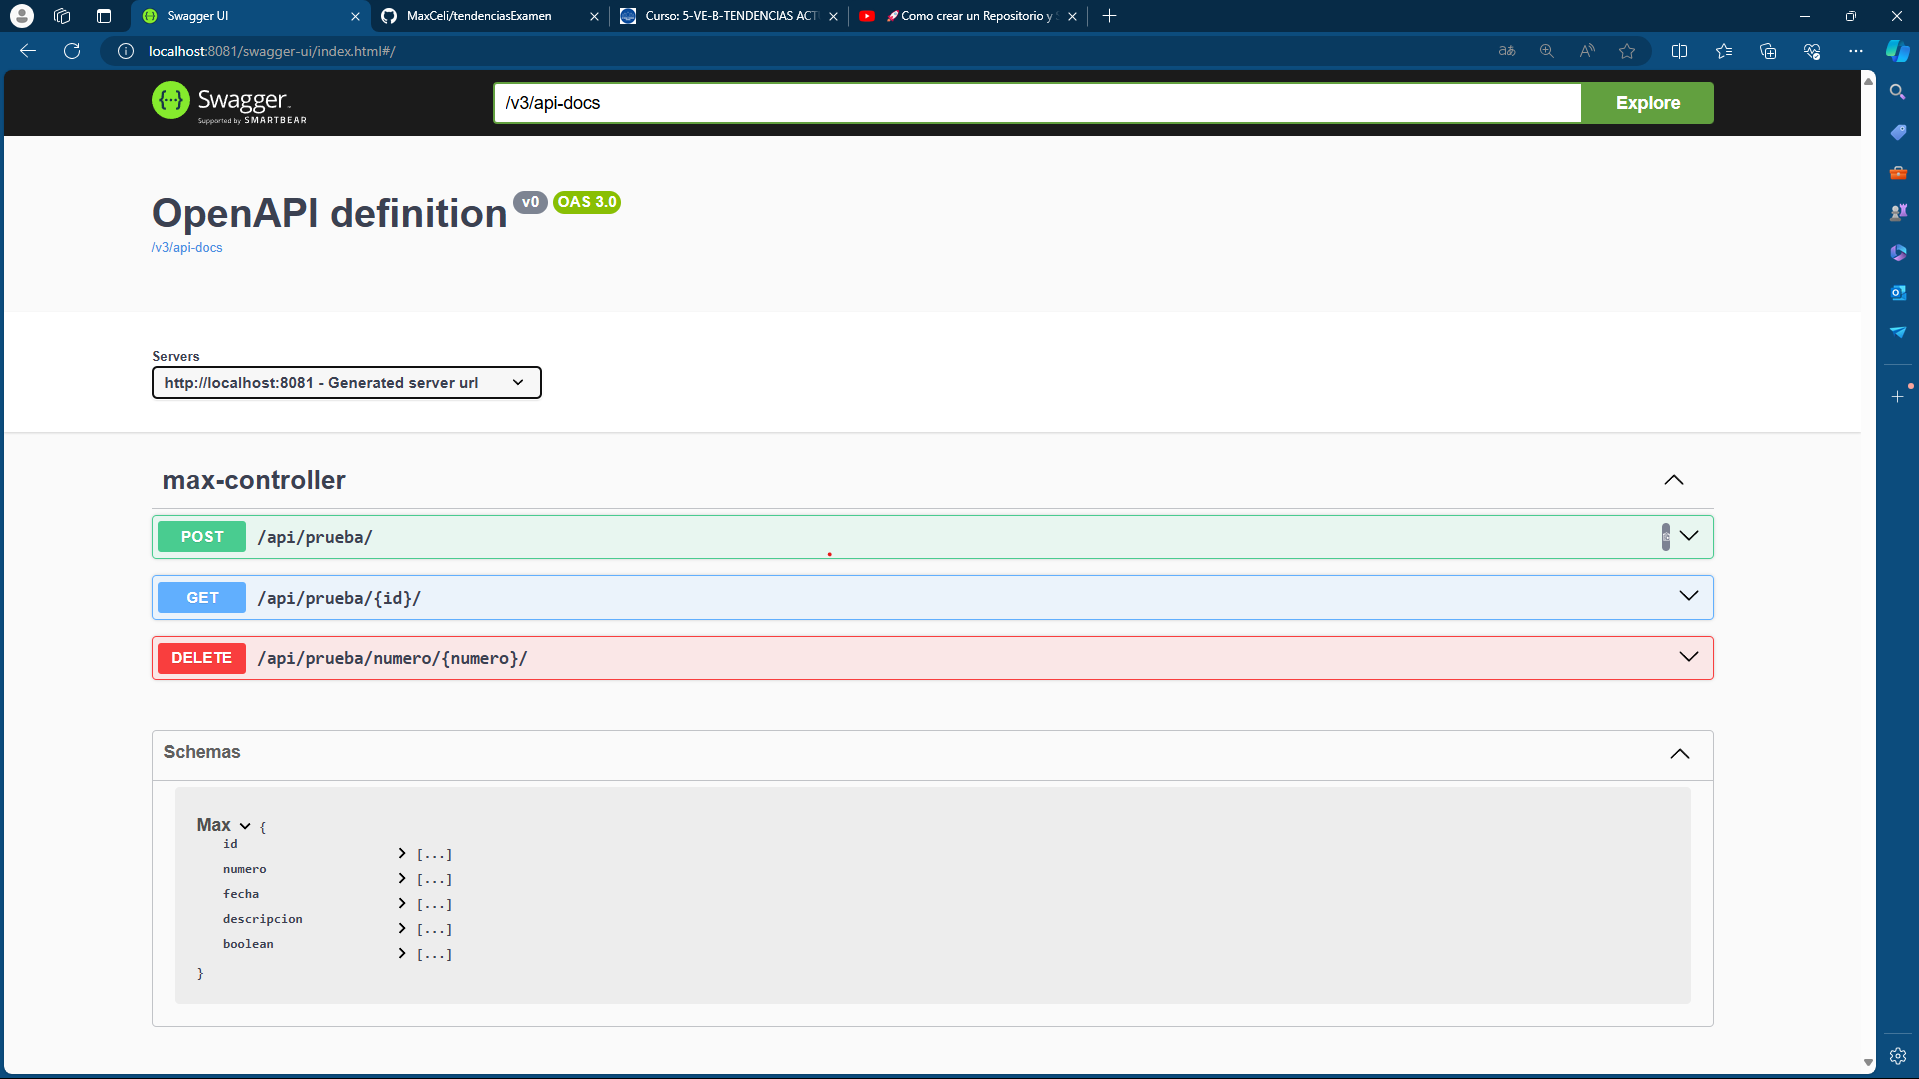 Swagger UI
MaxCeli/tendenciasExamen
Curso: 5-VE-B-TENDENCIAS ACT
🚀Como crear un Repositorio y
localhost:8081/swagger-ui/index.html#/
Swagger
Supported by SMARTBEAR
/v3/api-docs
Explore
OpenAPI definition v0 OAS 3.0
/v3/api-docs
Servers
http://localhost:8081 - Generated server url
max-controller
POST /api/prueba/
GET /api/prueba/{id}/
DELETE /api/prueba/numero/{numero}/
Schemas
Max {
id [...]
numero [...]
fecha [...]
descripcion [...]
boolean [...]
}